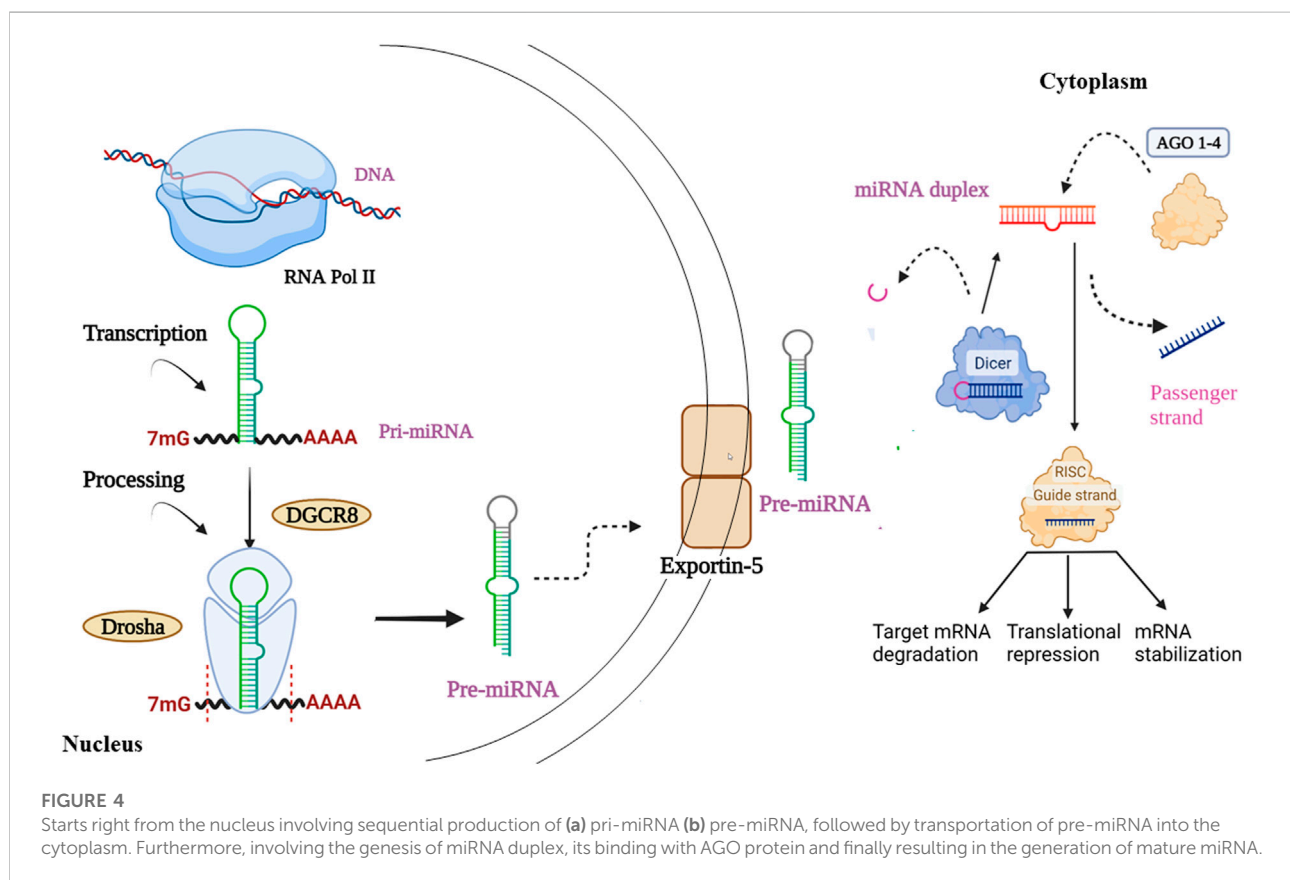 DNA
RNA Pol II
Transcription
7mG
AAAA
Pri-miRNA
Processing
DGCR8
Drosha
7mG
AAAA
Pre-miRNA
Nucleus
Exportin-5
Pre-miRNA
Cytoplasm
AGO 1-4
miRNA duplex
Dicer
Passenger
strand
RISC
Guide strand
Target mRNA
degradation
Translational
repression
mRNA
stabilization
FIGURE 4
Starts right from the nucleus involving sequential production of (a) pri-miRNA (b) pre-miRNA, followed by transportation of pre-miRNA into the
cytoplasm. Furthermore, involving the genesis of miRNA duplex, its binding with AGO protein and finally resulting in the generation of mature miRNA.